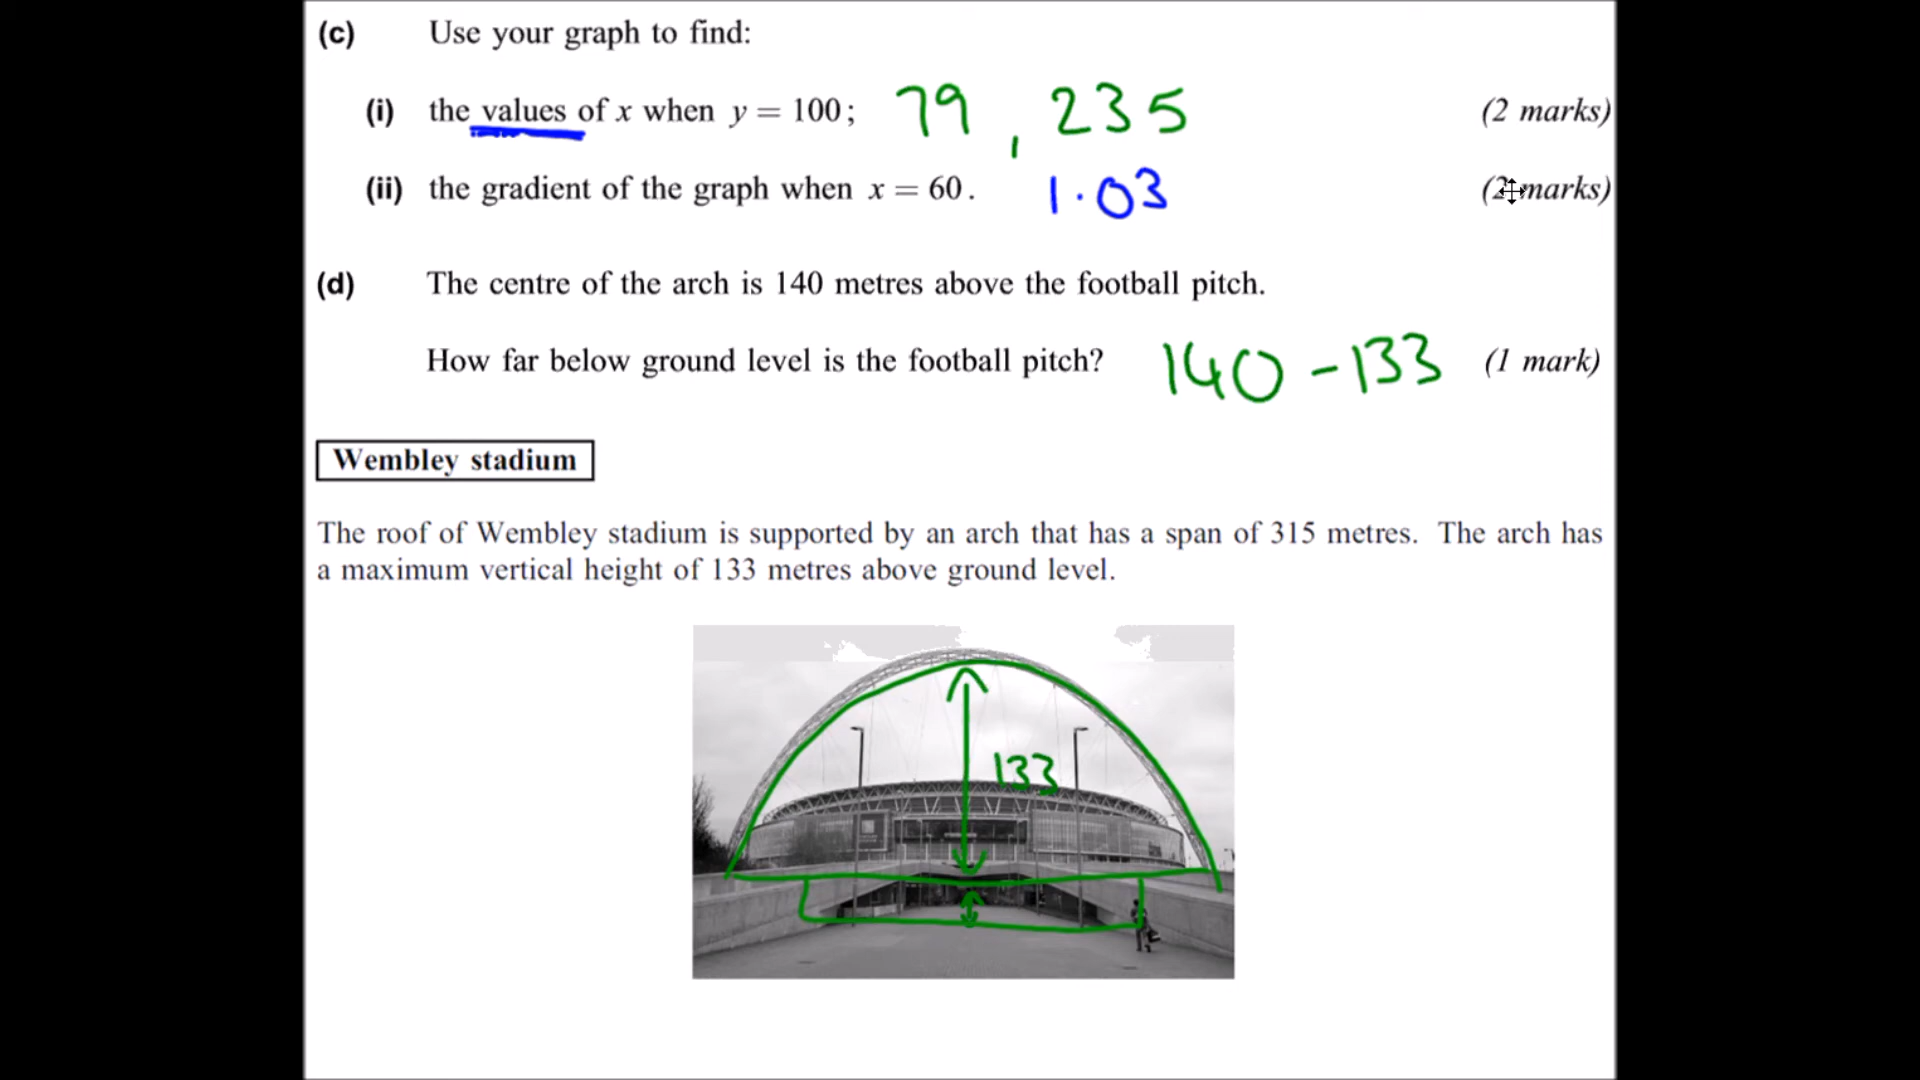 (c) Use your graph to find:
(i) the values of x when y = 100; 79 , 235 (2 marks)
(ii) the gradient of the graph when x = 60. 1.03 (2 marks)
(d) The centre of the arch is 140 metres above the football pitch.
How far below ground level is the football pitch? 140 - 133 (1 mark)
Wembley stadium
The roof of Wembley stadium is supported by an arch that has a span of 315 metres. The arch has
a maximum vertical height of 133 metres above ground level.
133